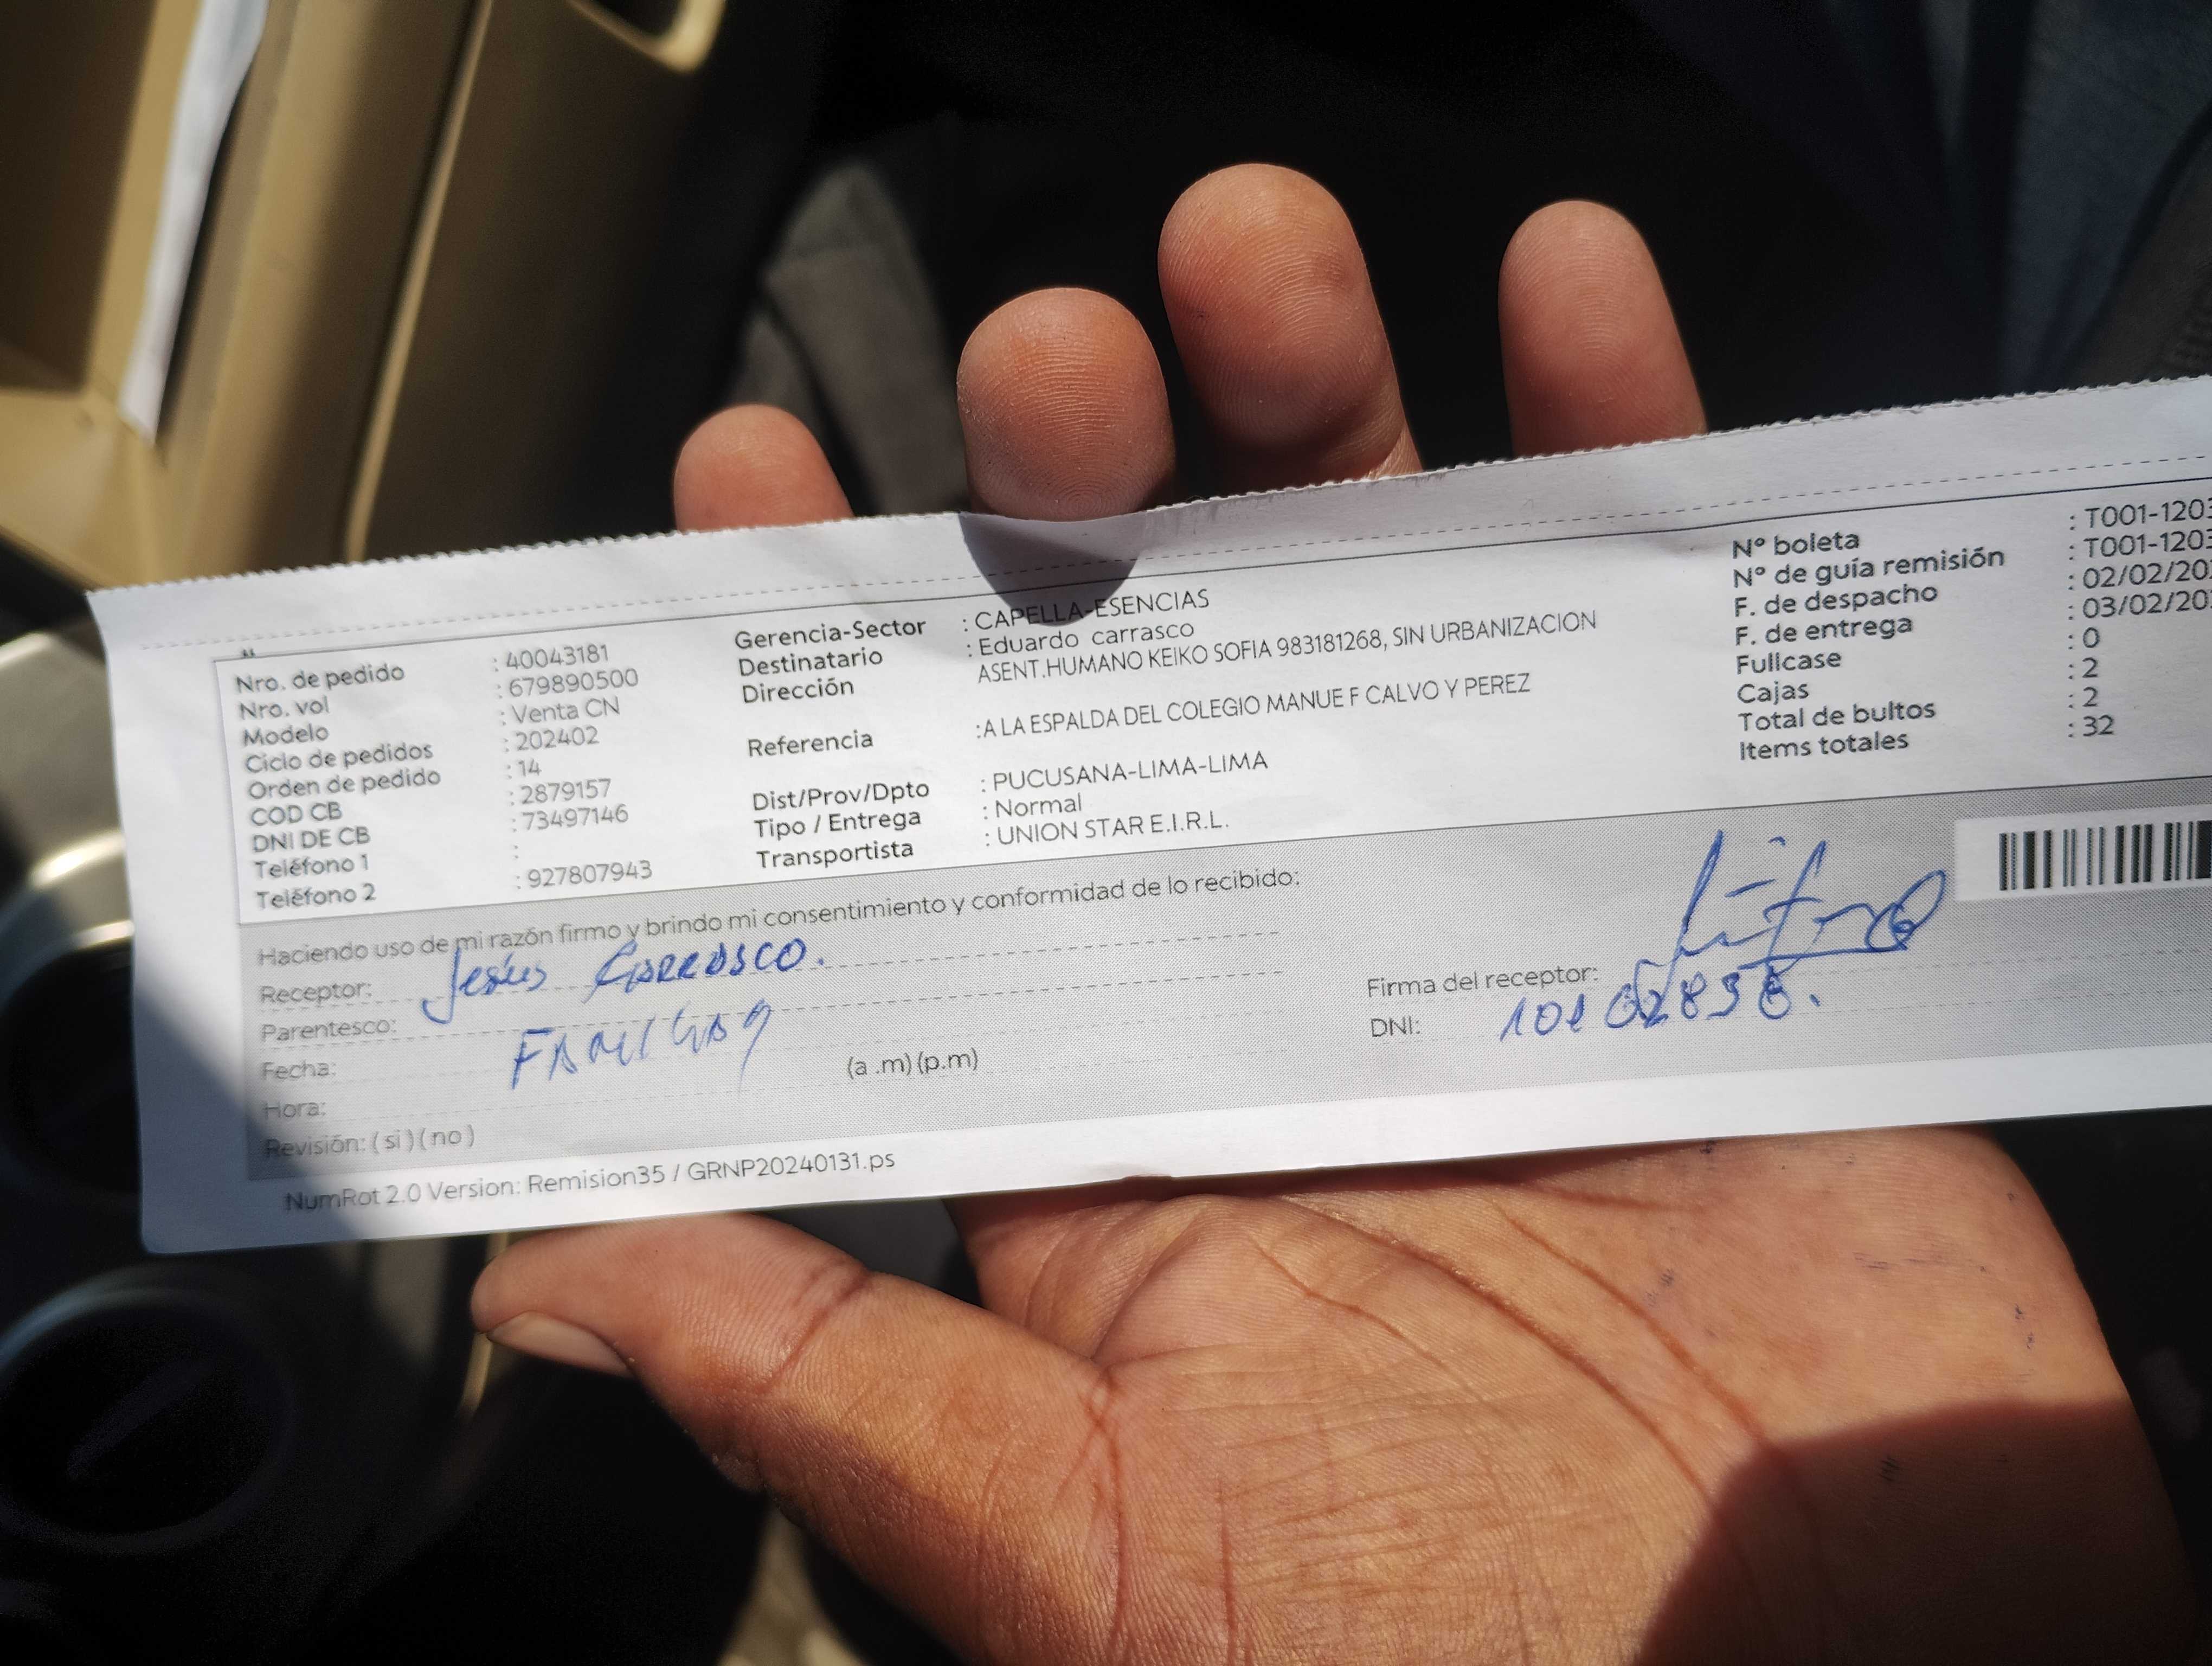 Nro. de pedido : 40043181
Nro. vol : 679890500
Modelo : Venta CN
Ciclo de pedidos : 202402
Orden de pedido : 14
COD CB : 2879157
DNI DE CB : 73497146
Teléfono 1 :
Teléfono 2 : 927807943
Gerencia-Sector : CAPELLA-ESENCIAS
Destinatario : Eduardo carrasco
Dirección ASENT.HUMANO KEIKO SOFIA 983181268, SIN URBANIZACION
Referencia :A LA ESPALDA DEL COLEGIO MANUE F CALVO Y PEREZ
Dist/Prov/Dpto : PUCUSANA-LIMA-LIMA
Tipo / Entrega : Normal
Transportista : UNION STAR E.I.R.L.
N° boleta : T001-1203
N° de guía remisión : T001-1203
F. de despacho : 02/02/20
F. de entrega : 03/02/20
Fullcase : 0
Cajas : 2
Total de bultos : 2
Items totales : 32
Haciendo uso de mi razón firmo y brindo mi consentimiento y conformidad de lo recibido:
Receptor: Jesús Carrasco.
Parentesco:
Fecha:
Hora: (a .m) (p.m)
Revisión: ( si ) ( no )
Firma del receptor:
DNI:
NumRot 2.0 Version: Remision35 / GRNP20240131.ps